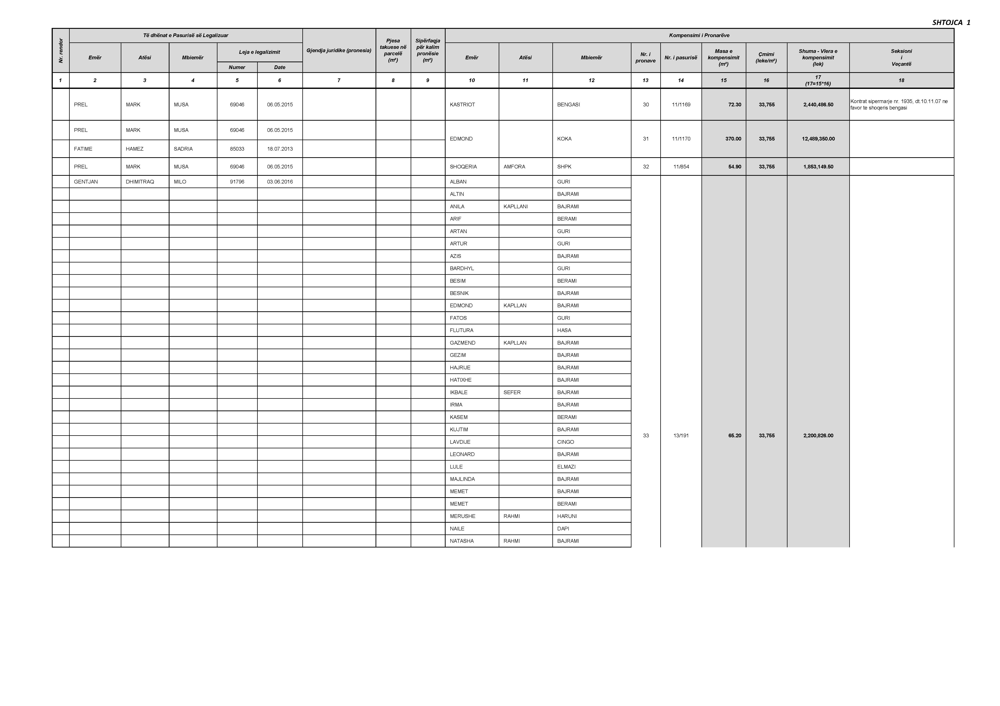 SHTOJCA 1
Nr. rendor
Të dhënat e Pasurisë së Legalizuar
Gjendja juridike (pronesia)
Pjesa takuese në parcelë (m²)
Sipërfaqja për kalim pronësie (m²)
Kompensimi i Pronarëve
Emër Atësi Mbiemër Leja e legalizimit Emër Atësi Mbiemër Nr. i pronave Nr. i pasurisë Masa e kompensimit (m²) Çmimi (leke/m²) Shuma - Vlera e kompensimit (lek) Seksioni i Veçantë
Numer Date
1 2 3 4 5 6 7 8 9 10 11 12 13 14 15 16 17 (17=15*16) 18
PREL MARK MUSA 69046 06.05.2015 KASTRIOT BENGASI 30 11/1169 72.30 33,755 2,440,486.50 Kontrat sipermarje nr. 1935, dt.10.11.07 ne
favor te shoqeris bengasi
PREL MARK MUSA 69046 06.05.2015
EDMOND KOKA 31 11/1170 370.00 33,755 12,489,350.00
FATIME HAMEZ SADRIA 85033 18.07.2013
PREL MARK MUSA 69046 06.05.2015 SHOQERIA AMFORA SHPK 32 11/854 54.90 33,755 1,853,149.50
GENTJAN DHIMITRAQ MILO 91796 03.06.2016 ALBAN GURI
ALTIN BAJRAMI
ANILA KAPLLANI BAJRAMI
ARIF BERAMI
ARTAN GURI
ARTUR GURI
AZIS BAJRAMI
BARDHYL GURI
BESIM BERAMI
BESNIK BAJRAMI
EDMOND KAPLLAN BAJRAMI
FATOS GURI
FLUTURA HASA
GAZMEND KAPLLAN BAJRAMI
GEZIM BAJRAMI
HAJRIJE BAJRAMI
HATIXHE BAJRAMI
IKBALE SEFER BAJRAMI
IRMA BAJRAMI
KASEM BERAMI
KUJTIM BAJRAMI
33 13/191 65.20 33,755 2,200,826.00
LAVDIJE CINGO
LEONARD BAJRAMI
LULE ELMAZI
MAJLINDA BAJRAMI
MEMET BAJRAMI
MEMET BERAMI
MERUSHE RAHMI HARUNI
NAILE DAPI
NATASHA RAHMI BAJRAMI